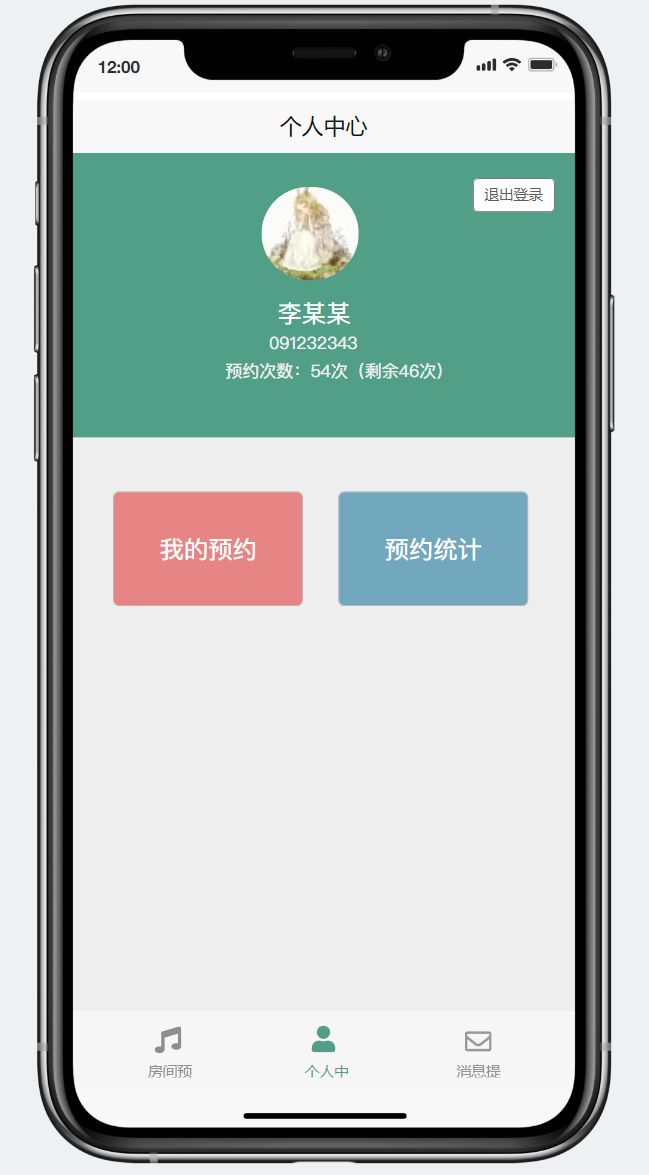 12:00
个人中心
退出登录
李某某
091232343
预约次数：54次（剩余46次）
我的预约
预约统计
房间预
个人中
消息提